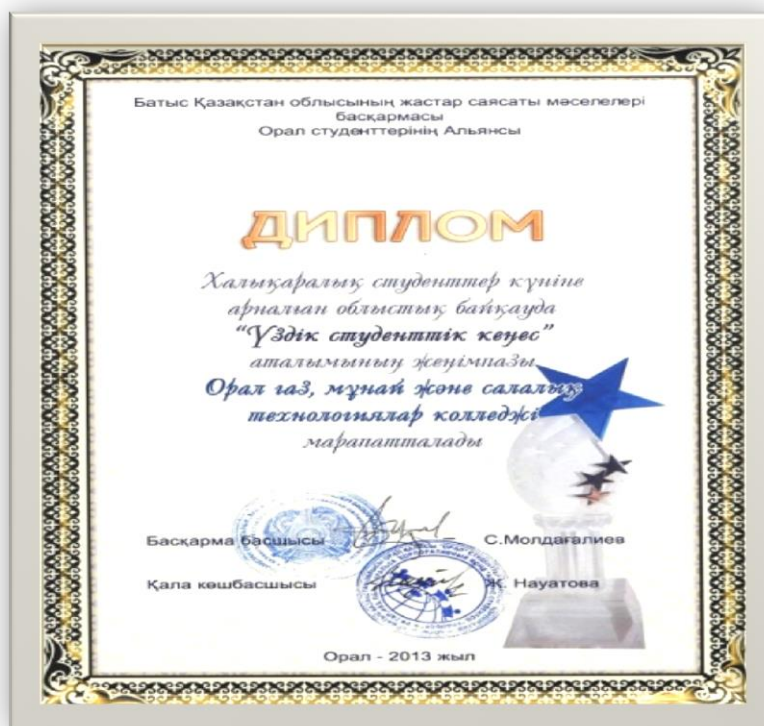 Батыс Қазақстан облысының жастар саясаты мәселелері
басқармасы
Орал студенттерінің Альянсы
ДИПЛОМ
Халықаралық студенттер күніне
арналған облыстық байқауда
“Үздік студенттік кеңес”
аталымының жеңімпазы
Орал газ, мұнай және салалық
технологиялар колледжі
марапатталады
Басқарма басшысы С.Молдағалиев
Қала көшбасшысы Ж. Науатова
Орал - 2013 жыл